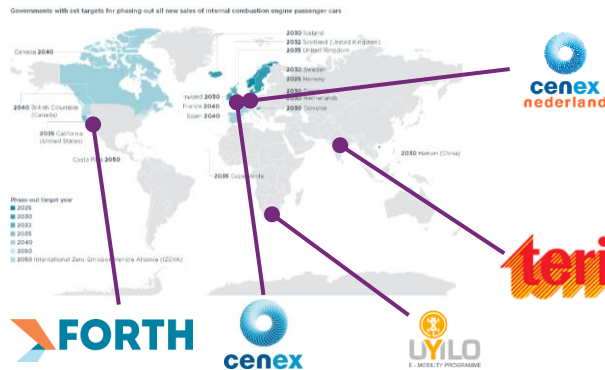 Governments with set targets for phasing out all new sales of internal combustion engine passenger cars
2030 Iceland
2032 Scotland (United Kingdom)
2035 United Kingdom
Canada 2040
2030 Sweden
2025 Norway
2030
2030 Netherlands
2030 Slovenia
Ireland 2030
France 2040
Spain 2040
2040 British Columbia
(Canada)
2035 California
(United States)
Costa Rica 2050
2035 Cape Verde
2030 Hainan (China)
Phase-out target year
2025
2030
2032
2035
2040
2050
2050 International Zero-Emission Vehicle Alliance (IZEVA)
cenex
nederland
teri
FORTH
cenex
UYILO
E - MOBILITY PROGRAMME